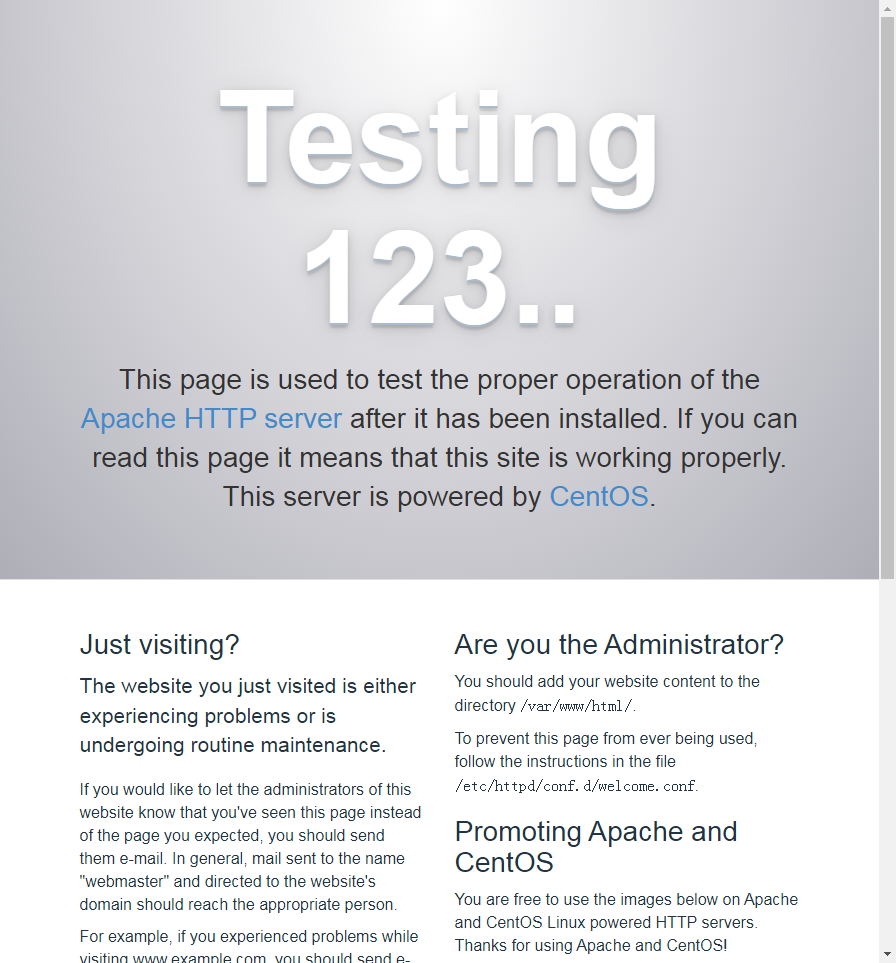 Testing
123..
This page is used to test the proper operation of the
Apache HTTP server after it has been installed. If you can
read this page it means that this site is working properly.
This server is powered by CentOS.
Just visiting?
The website you just visited is either
experiencing problems or is
undergoing routine maintenance.
If you would like to let the administrators of this
website know that you've seen this page instead
of the page you expected, you should send
them e-mail. In general, mail sent to the name
"webmaster" and directed to the website's
domain should reach the appropriate person.
For example, if you experienced problems while
visiting www.example.com, you should send e-
Are you the Administrator?
You should add your website content to the
directory /var/www/html/.
To prevent this page from ever being used,
follow the instructions in the file
/etc/httpd/conf.d/welcome.conf.
Promoting Apache and
CentOS
You are free to use the images below on Apache
and CentOS Linux powered HTTP servers.
Thanks for using Apache and CentOS!